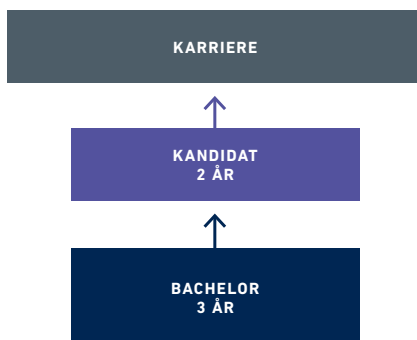 KARRIERE
KANDIDAT
2 ÅR
BACHELOR
3 ÅR